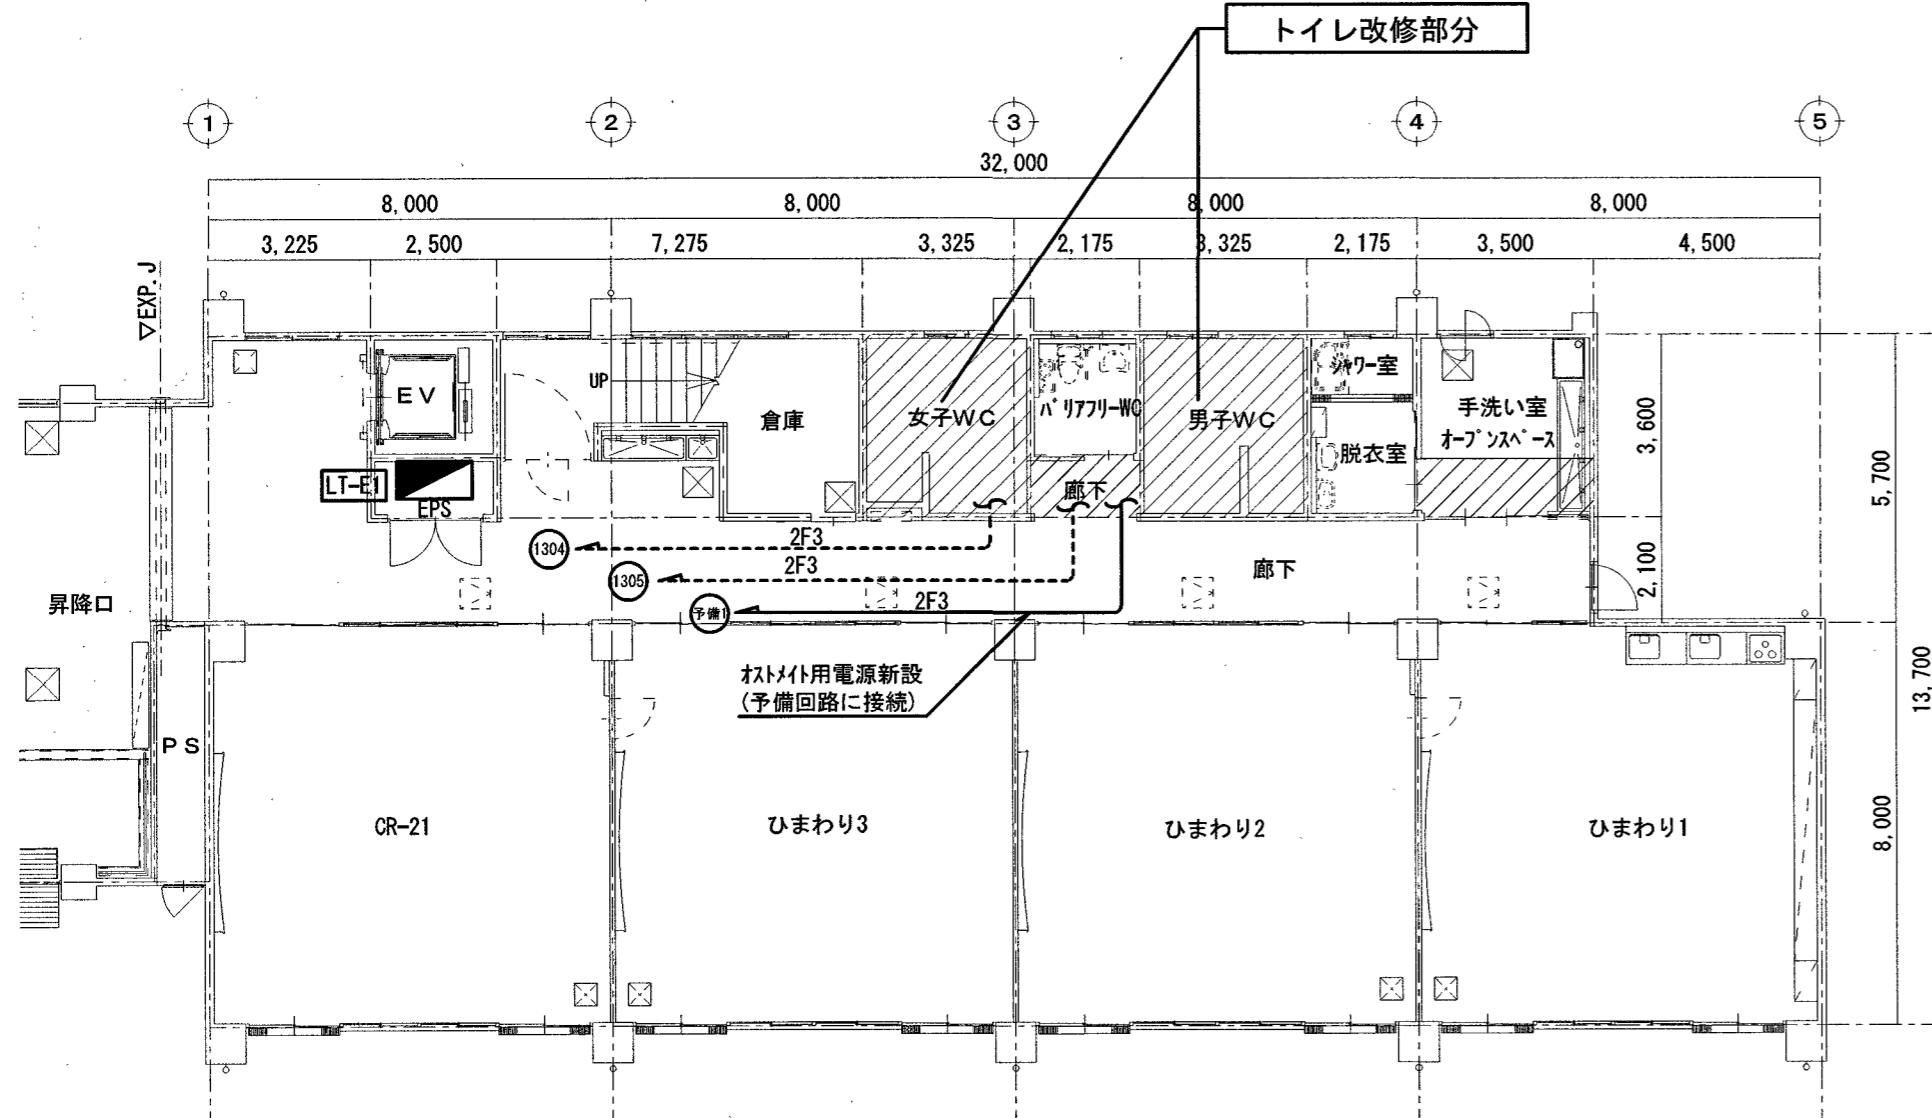 トイレ改修部分
1
2
3
4
5
32,000
8,000
8,000
8,000
8,000
3,225
2,500
7,275
3,325
2,175
3,325
2,175
3,500
4,500
▽EXP.J
EV
UP
倉庫
女子WC
バリアフリーWC
男子WC
シャワー室
脱衣室
手洗い室
オープンスペース
3,600
5,700
LT-E1
EPS
廊下
1304
2F3
1305
2F3
予備1
2F3
廊下
2,100
昇降口
オストメイト用電源新設
(予備回路に接続)
13,700
PS
CR-21
ひまわり3
ひまわり2
ひまわり1
8,000